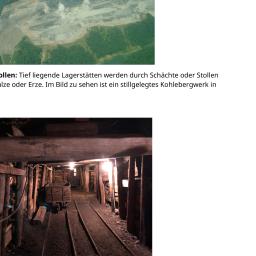 ollen: Tief liegende Lagerstätten werden durch Schächte oder Stollen
lze oder Erze. Im Bild zu sehen ist ein stillgelegtes Kohlebergwerk in